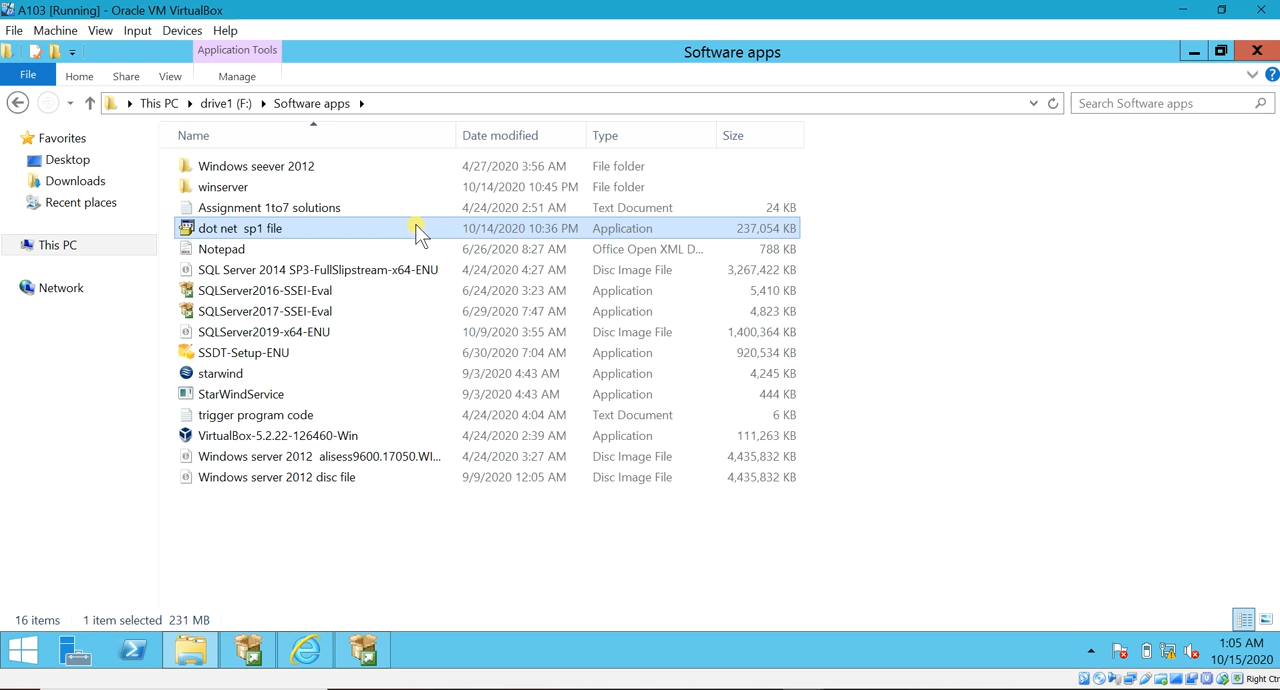 A103 [Running] - Oracle VM VirtualBox
File Machine View Input Devices Help
Application Tools
Software apps
File Home Share View Manage
This PC drive1 (F:) Software apps
Search Software apps
Name Date modified Type Size
Favorites
Desktop
Downloads
Recent places
This PC
Network
Windows seever 2012 4/27/2020 3:56 AM File folder
winserver 10/14/2020 10:45 PM File folder
Assignment 1to7 solutions 4/24/2020 2:51 AM Text Document 24 KB
dot net sp1 file 10/14/2020 10:36 PM Application 237,054 KB
Notepad 6/26/2020 8:27 AM Office Open XML D... 788 KB
SQL Server 2014 SP3-FullSlipstream-x64-ENU 4/24/2020 4:27 AM Disc Image File 3,267,422 KB
SQLServer2016-SSEI-Eval 6/24/2020 3:23 AM Application 5,410 KB
SQLServer2017-SSEI-Eval 6/29/2020 7:47 AM Application 4,823 KB
SQLServer2019-x64-ENU 10/9/2020 3:55 AM Disc Image File 1,400,364 KB
SSDT-Setup-ENU 6/30/2020 7:04 AM Application 920,534 KB
starwind 9/3/2020 4:43 AM Application 4,245 KB
StarWindService 9/3/2020 4:43 AM Application 444 KB
trigger program code 4/24/2020 4:04 AM Text Document 6 KB
VirtualBox-5.2.22-126460-Win 4/24/2020 2:39 AM Application 111,263 KB
Windows server 2012 alisess9600.17050.WI... 4/24/2020 3:27 AM Disc Image File 4,435,832 KB
Windows server 2012 disc file 9/9/2020 12:05 AM Disc Image File 4,435,832 KB
16 items 1 item selected 231 MB
1:05 AM
10/15/2020
Right Ctr